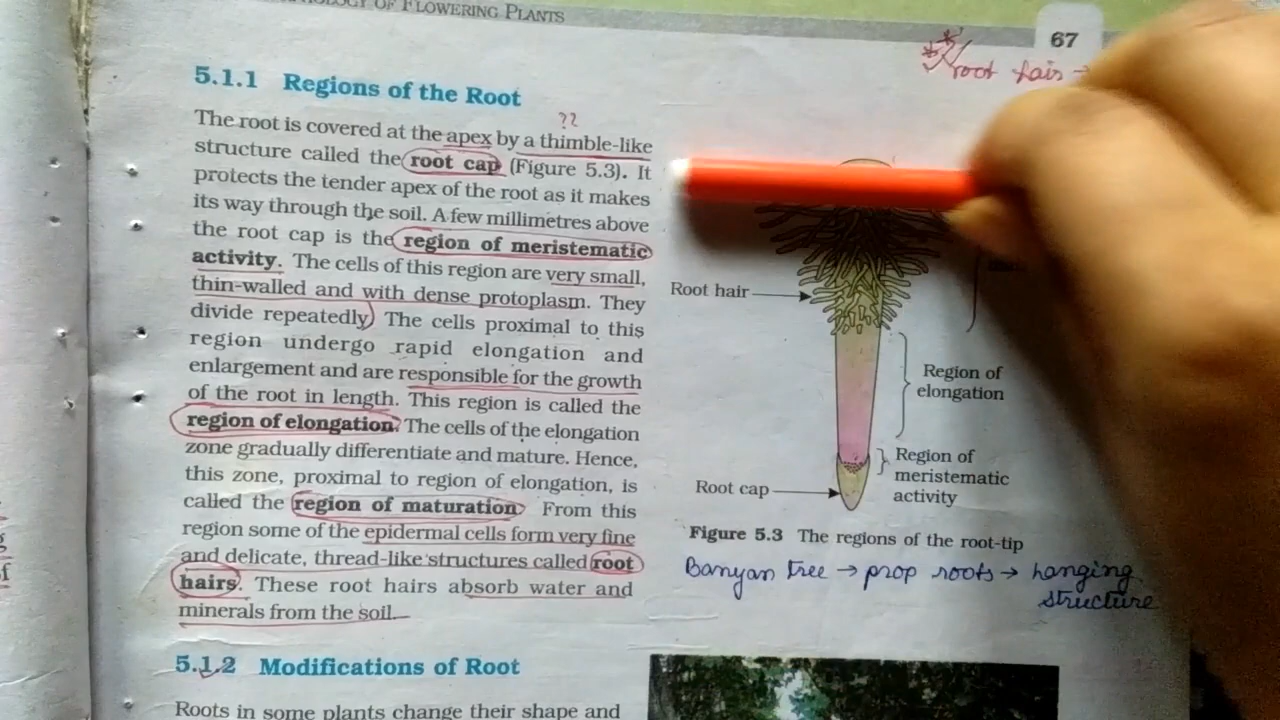 OF FLOWERING PLANTS
67
root hair →
5.1.1 Regions of the Root
??
The root is covered at the apex by a thimble-like
structure called the root cap (Figure 5.3). It
protects the tender apex of the root as it makes
its way through the soil. A few millimetres above
the root cap is the region of meristematic
activity. The cells of this region are very small,
thin-walled and with dense protoplasm. They
divide repeatedly. The cells proximal to this
region undergo rapid elongation and
enlargement and are responsible for the growth
of the root in length. This region is called the
region of elongation. The cells of the elongation
zone gradually differentiate and mature. Hence,
this zone, proximal to region of elongation, is
called the region of maturation. From this
region some of the epidermal cells form very fine
and delicate, thread-like structures called root
hairs. These root hairs absorb water and
minerals from the soil.
Root hair
Region of
elongation
Region of
meristematic
activity
Root cap
Figure 5.3 The regions of the root-tip
Banyan tree → prop roots → hanging
structure
5.1.2 Modifications of Root
Roots in some plants change their shape and